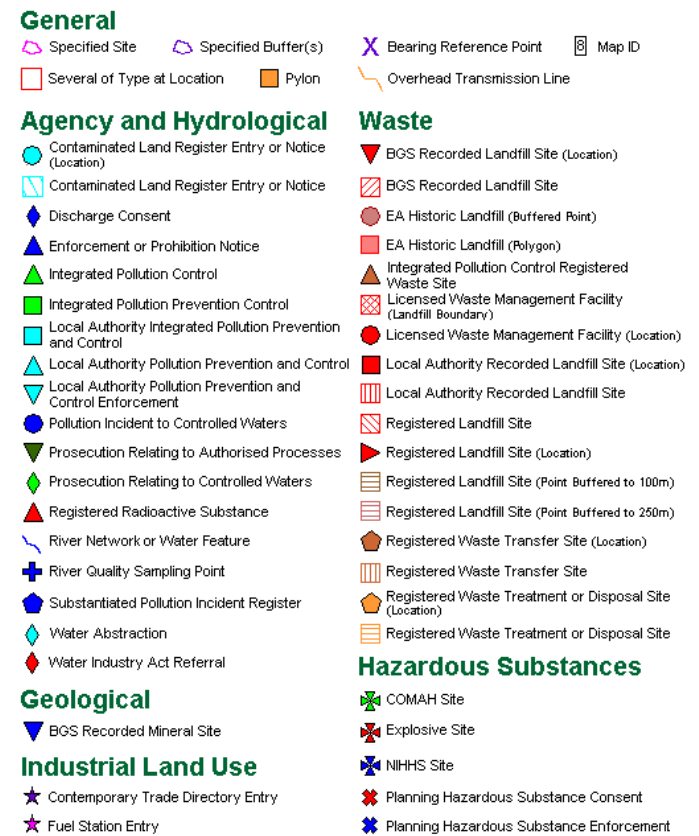 General
Specified Site
Specified Buffer(s)
Bearing Reference Point
8
Map ID
Several of Type at Location
Pylon
Overhead Transmission Line
Agency and Hydrological
Contaminated Land Register Entry or Notice
(Location)
Contaminated Land Register Entry or Notice
Discharge Consent
Enforcement or Prohibition Notice
Integrated Pollution Control
Integrated Pollution Prevention Control
Local Authority Integrated Pollution Prevention
and Control
Local Authority Pollution Prevention and Control
Local Authority Pollution Prevention and
Control Enforcement
Pollution Incident to Controlled Waters
Prosecution Relating to Authorised Processes
Prosecution Relating to Controlled Waters
Registered Radioactive Substance
River Network or Water Feature
River Quality Sampling Point
Substantiated Pollution Incident Register
Water Abstraction
Water Industry Act Referral
Geological
BGS Recorded Mineral Site
Industrial Land Use
Contemporary Trade Directory Entry
Fuel Station Entry
Waste
BGS Recorded Landfill Site (Location)
BGS Recorded Landfill Site
EA Historic Landfill (Buffered Point)
EA Historic Landfill (Polygon)
Integrated Pollution Control Registered
Waste Site
Licensed Waste Management Facility
(Landfill Boundary)
Licensed Waste Management Facility (Location)
Local Authority Recorded Landfill Site (Location)
Local Authority Recorded Landfill Site
Registered Landfill Site
Registered Landfill Site (Location)
Registered Landfill Site (Point Buffered to 100m)
Registered Landfill Site (Point Buffered to 250m)
Registered Waste Transfer Site (Location)
Registered Waste Transfer Site
Registered Waste Treatment or Disposal Site
(Location)
Registered Waste Treatment or Disposal Site
Hazardous Substances
COMAH Site
Explosive Site
NIHHS Site
Planning Hazardous Substance Consent
Planning Hazardous Substance Enforcement